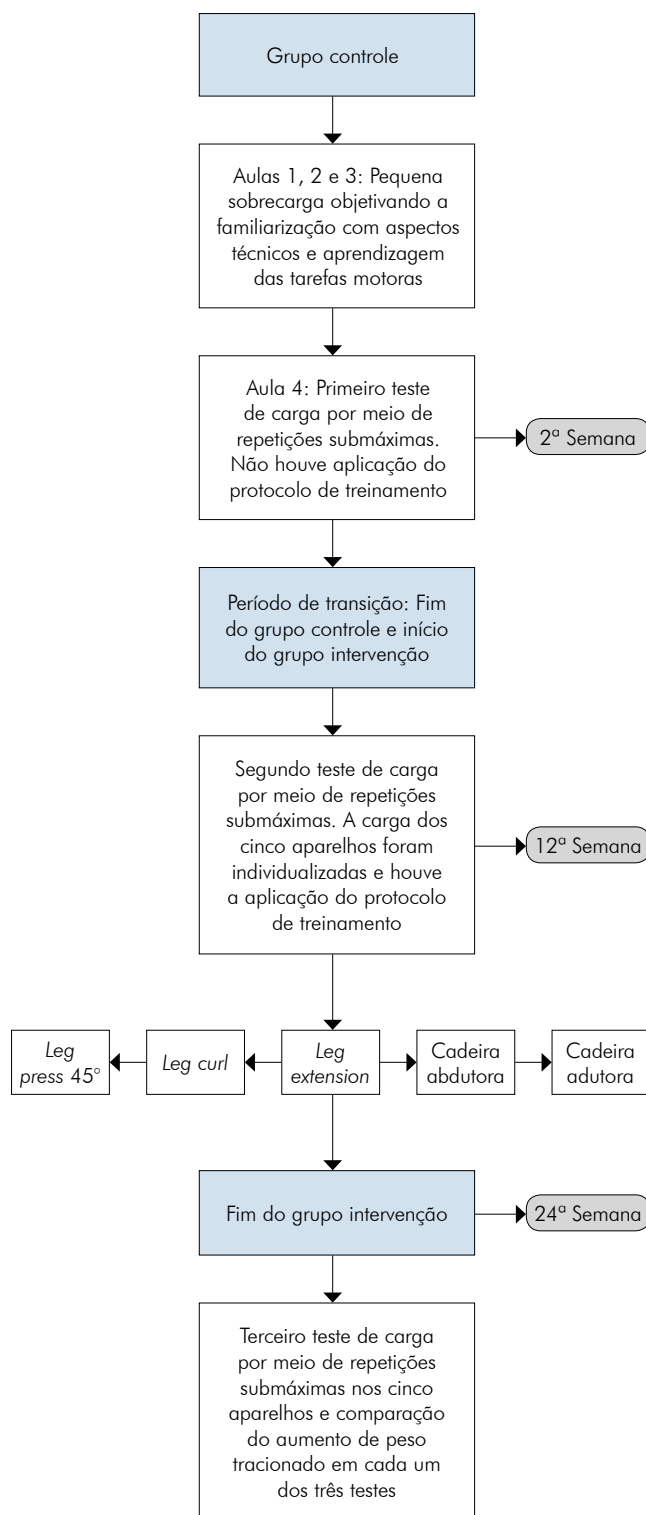 Grupo controle
Aulas 1, 2 e 3: Pequena
sobrecarga objetivando a
familiarização com aspectos
técnicos e aprendizagem
das tarefas motoras
Aula 4: Primeiro teste
de carga por meio de
repetições submáximas.
Não houve aplicação do
protocolo de treinamento
2ª Semana
Período de transição: Fim
do grupo controle e início
do grupo intervenção
Segundo teste de carga
por meio de repetições
submáximas. A carga dos
cinco aparelhos foram
individualizadas e houve
a aplicação do protocolo
de treinamento
12ª Semana
Leg
press 45°
Leg curl
Leg
extension
Cadeira
abdutora
Cadeira
adutora
Fim do grupo intervenção
24ª Semana
Terceiro teste de carga
por meio de repetições
submáximas nos cinco
aparelhos e comparação
do aumento de peso
tracionado em cada um
dos três testes